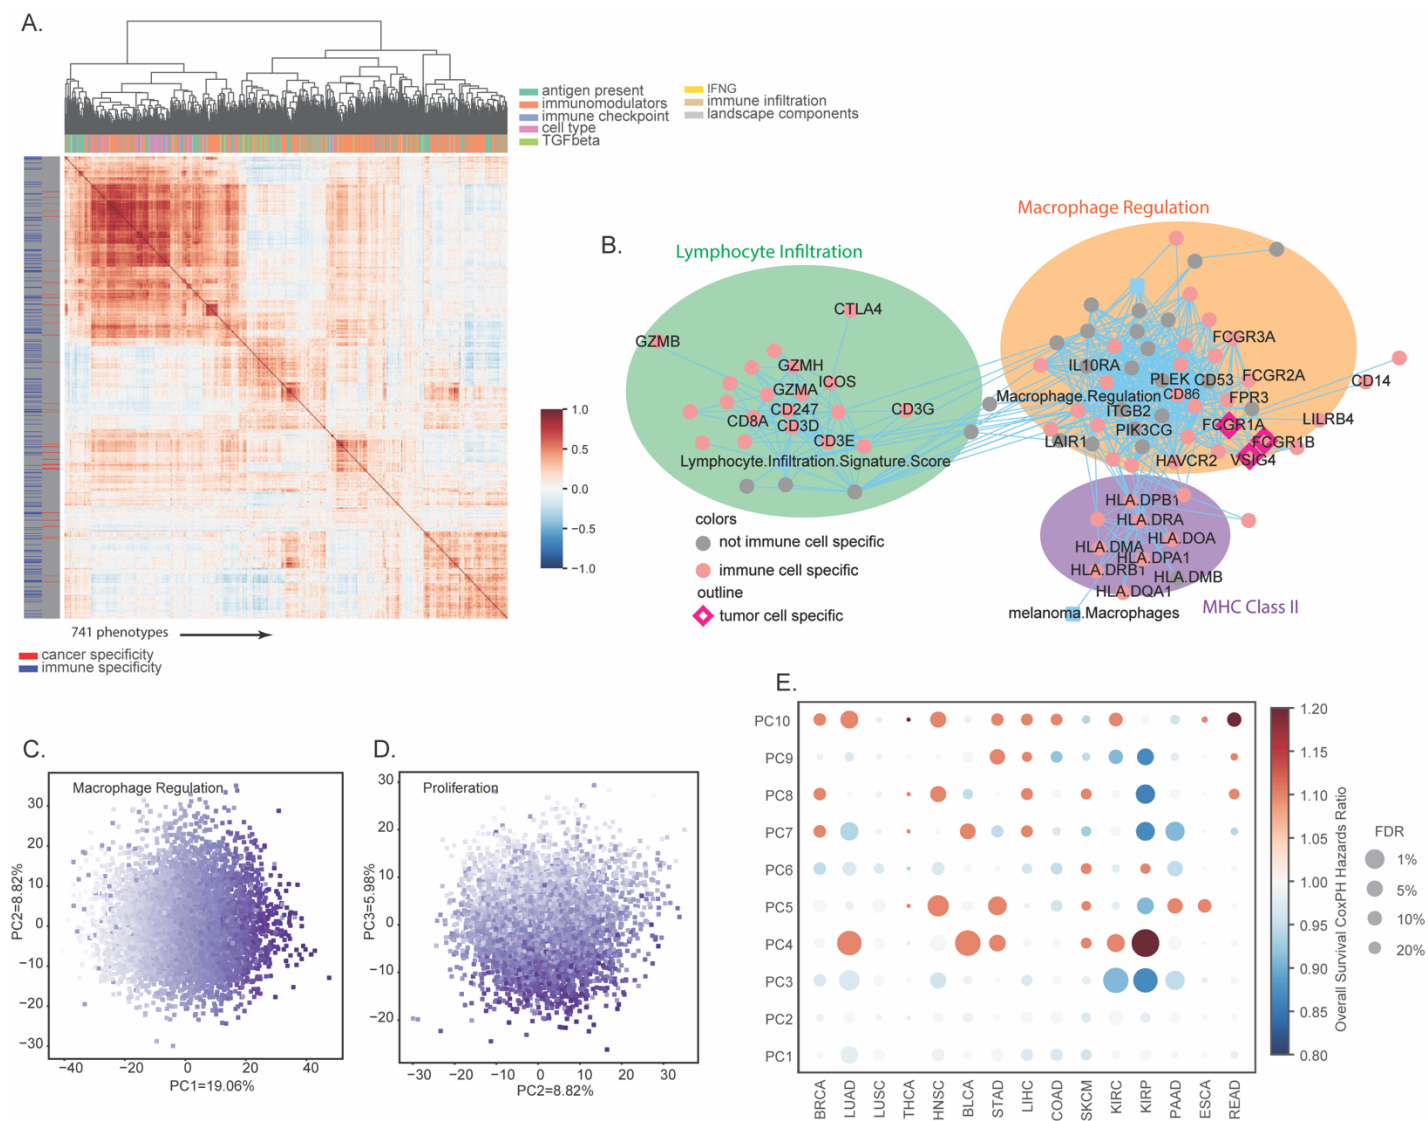 A.
antigen present
immunomodulators
immune checkpoint
cell type
TGFbeta
IFNG
immune infiltration
landscape components
1.0
0.5
0.0
−0.5
−1.0
741 phenotypes
cancer specificity
immune specificity
B.
Lymphocyte Infiltration
Macrophage Regulation
CTLA4
GZMB
GZMH
ICOS
GZMA
CD247
CD3G
CD8A
CD3D
CD3E
Lymphocyte.Infiltration.Signature.Score
FCGR3A
IL10RA
PLEK
CD53
FCGR2A
CD14
CD86
FPR3
Macrophage.Regulation
ITGB2
LILRB4
FCGR1A
PIK3CG
LAIR1
FCGR1B
HAVCR2
VSIG4
HLA.DPB1
HLA.DRA
HLA.DOA
HLA.DMA
HLA.DPA1
HLA.DRB1
HLA.DMB
HLA.DQA1
melanoma.Macrophages
MHC Class II
colors
not immune cell specific
immune cell specific
outline
tumor cell specific
C.
Macrophage Regulation
30
20
10
0
−10
−20
−30
PC2=8.82%
−40
−20
0
20
40
PC1=19.06%
D.
Proliferation
30
20
10
0
−10
−20
PC3=5.98%
−30
−20
−10
0
10
20
30
PC2=8.82%
E.
PC10
PC9
PC8
PC7
PC6
PC5
PC4
PC3
PC2
PC1
BRCA
LUAD
LUSC
THCA
HNSC
BLCA
STAD
LIHC
COAD
SKCM
KIRC
KIRP
PAAD
ESCA
READ
1.20
1.15
1.10
1.05
1.00
0.95
0.90
0.85
0.80
Overall Survival CoxPH Hazards Ratio
FDR
1%
5%
10%
20%